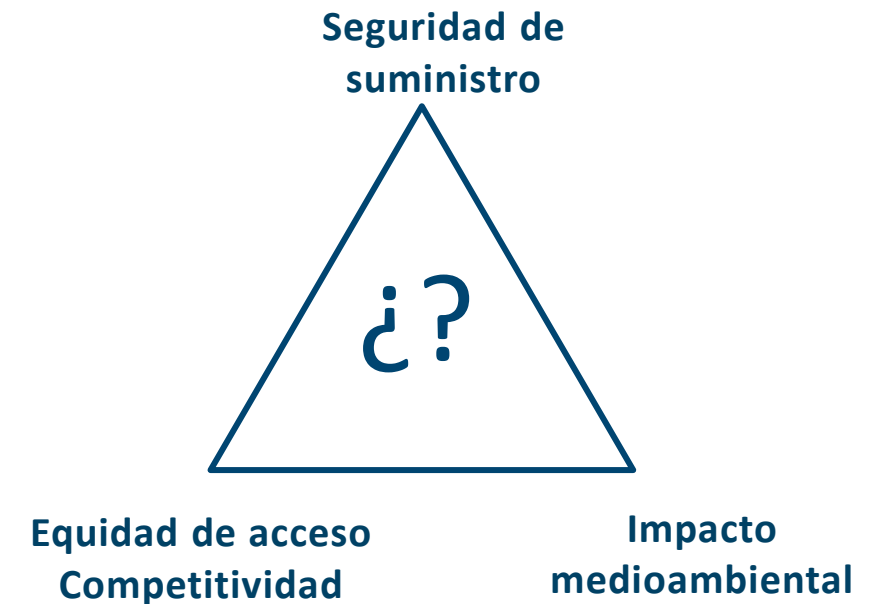 Seguridad de
suministro
¿?
Equidad de acceso
Competitividad
Impacto
medioambiental